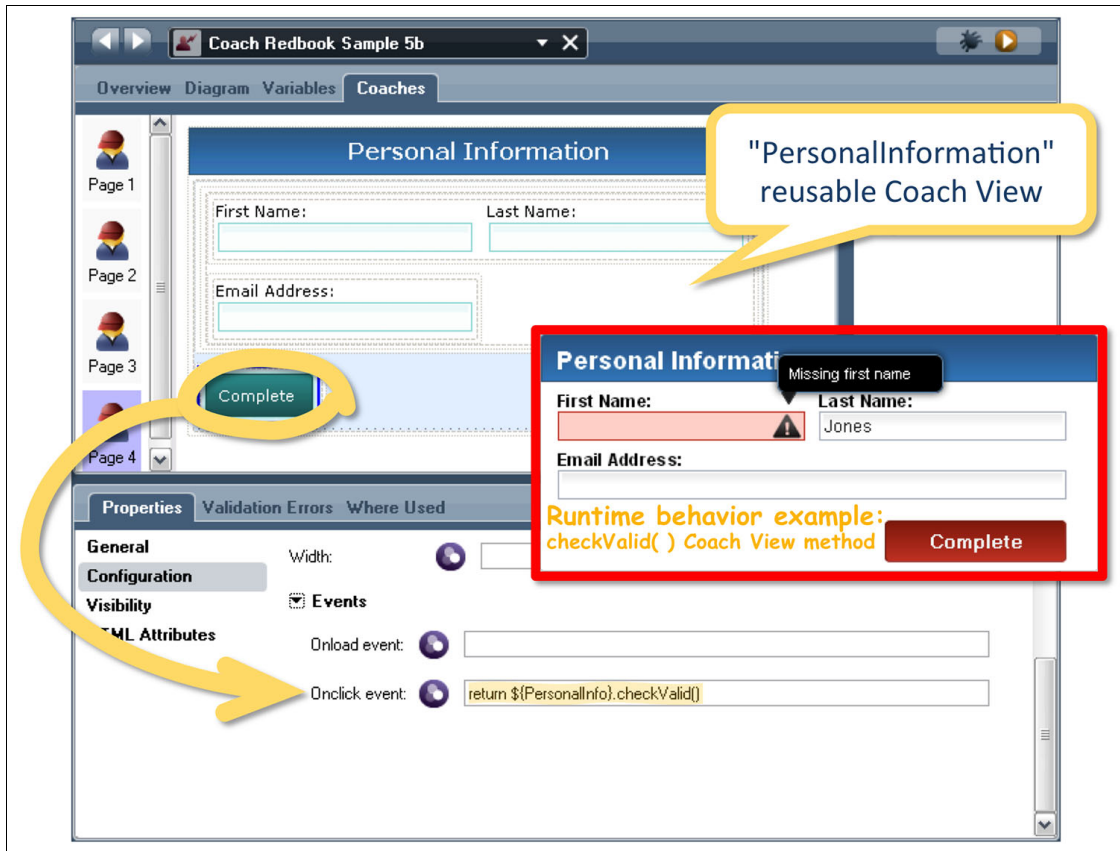 Coach Redbook Sample 5b
Overview Diagram Variables Coaches
"PersonalInformation"
reusable Coach View
Page 1
Page 2
Page 3
Page 4
Personal Information
First Name: Last Name:
Email Address:
Complete
Personal Informati
Missing first name
First Name: Last Name:
Jones
Email Address:
Runtime behavior example:
checkValid( ) Coach View method
Complete
Properties Validation Errors Where Used
General
Configuration
Visibility
TML Attributes
Width:
Events
Onload event:
Onclick event: return ${PersonalInfo}.checkValid()